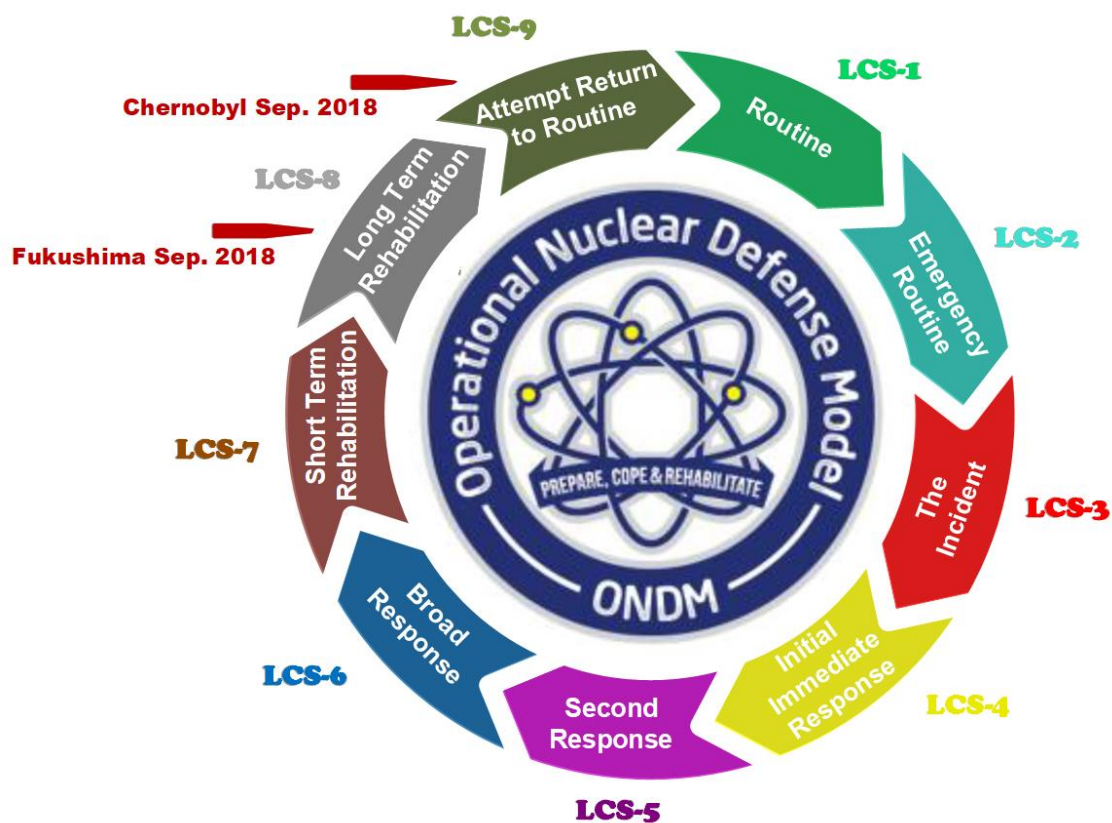 LCS-9
Attempt Return
to Routine
Chernobyl Sep. 2018
LCS-1
Routine
LCS-2
Emergency
Routine
LCS-3
The
Incident
LCS-4
Initial
Immediate
Response
LCS-5
Second
Response
LCS-6
Broad
Response
LCS-7
Short Term
Rehabilitation
LCS-8
Long Term
Rehabilitation
Fukushima Sep. 2018
Operational Nuclear Defense Model
PREPARE, COPE & REHABILITATE
ONDM